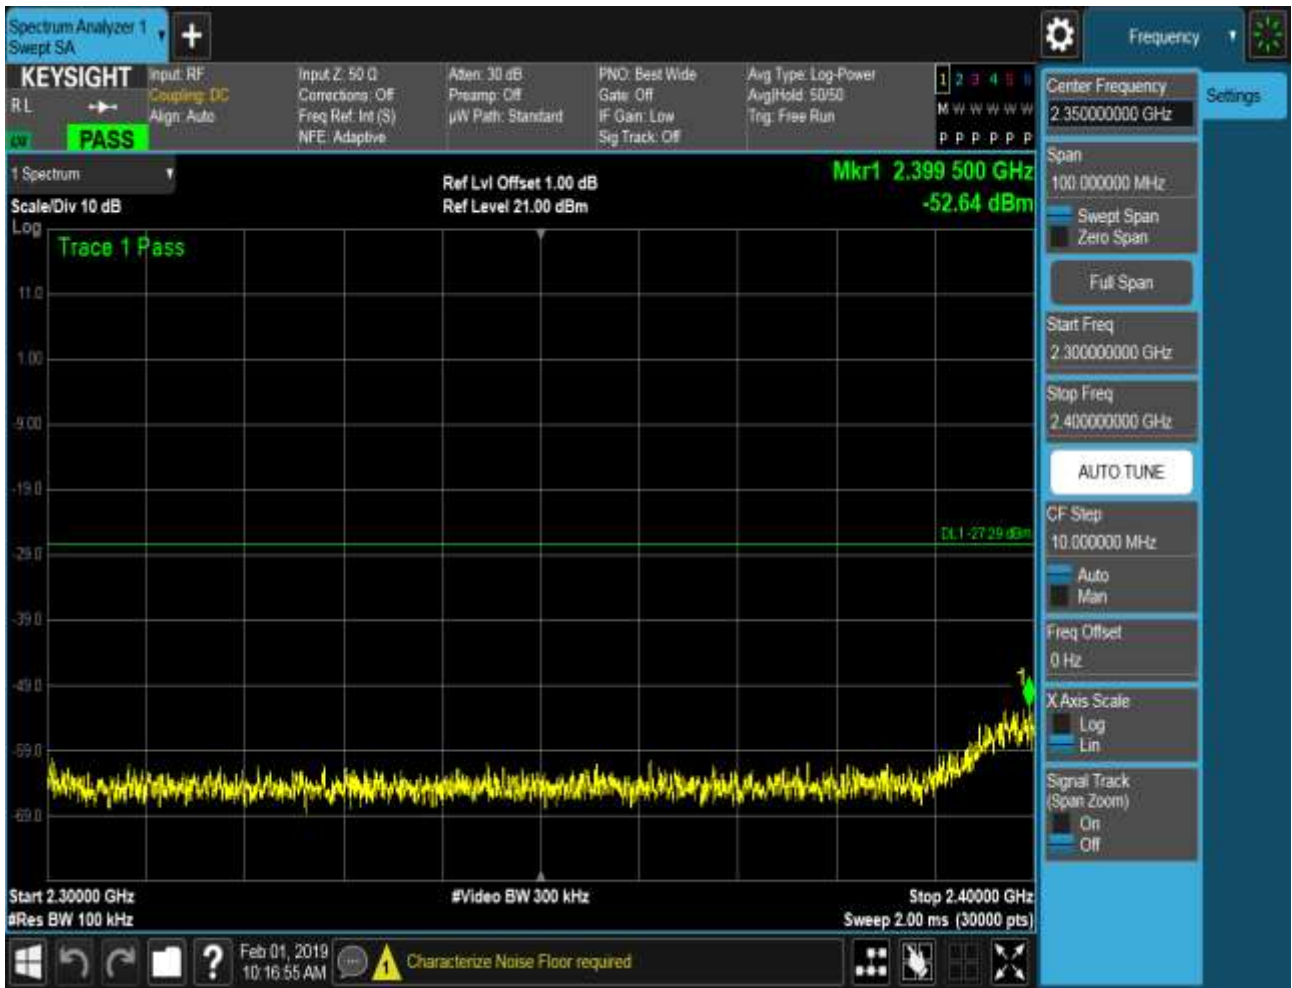 Spectrum Analyzer 1
Swept SA
+
Frequency
KEYSIGHT
R L
PASS
Input: RF
Coupling: DC
Align: Auto
Input Z: 50 Ω
Corrections: Off
Freq Ref: Int (S)
NFE: Adaptive
Atten: 30 dB
Preamp: Off
µW Path: Standard
PNO: Best Wide
Gate: Off
IF Gain: Low
Sig Track: Off
Avg Type: Log-Power
Avg|Hold: 50/50
Trig: Free Run
1 2 3 4 5 6
M W W W W W
P P P P P P
1 Spectrum
Scale/Div 10 dB
Log
Ref Lvl Offset 1.00 dB
Ref Level 21.00 dBm
Mkr1 2.399 500 GHz
-52.64 dBm
Trace 1 Pass
11.0
1.00
-9.00
-19.0
DL1 -27.29 dBm
-29.0
-39.0
-49.0
1
-59.0
-69.0
Start 2.30000 GHz
#Res BW 100 kHz
#Video BW 300 kHz
Stop 2.40000 GHz
Sweep 2.00 ms (30000 pts)
Feb 01, 2019
10:16:55 AM
?
1
Characterize Noise Floor required
Center Frequency
2.350000000 GHz
Settings
Span
100.000000 MHz
Swept Span
Zero Span
Full Span
Start Freq
2.300000000 GHz
Stop Freq
2.400000000 GHz
AUTO TUNE
CF Step
10.000000 MHz
Auto
Man
Freq Offset
0 Hz
X Axis Scale
Log
Lin
Signal Track
(Span Zoom)
On
Off